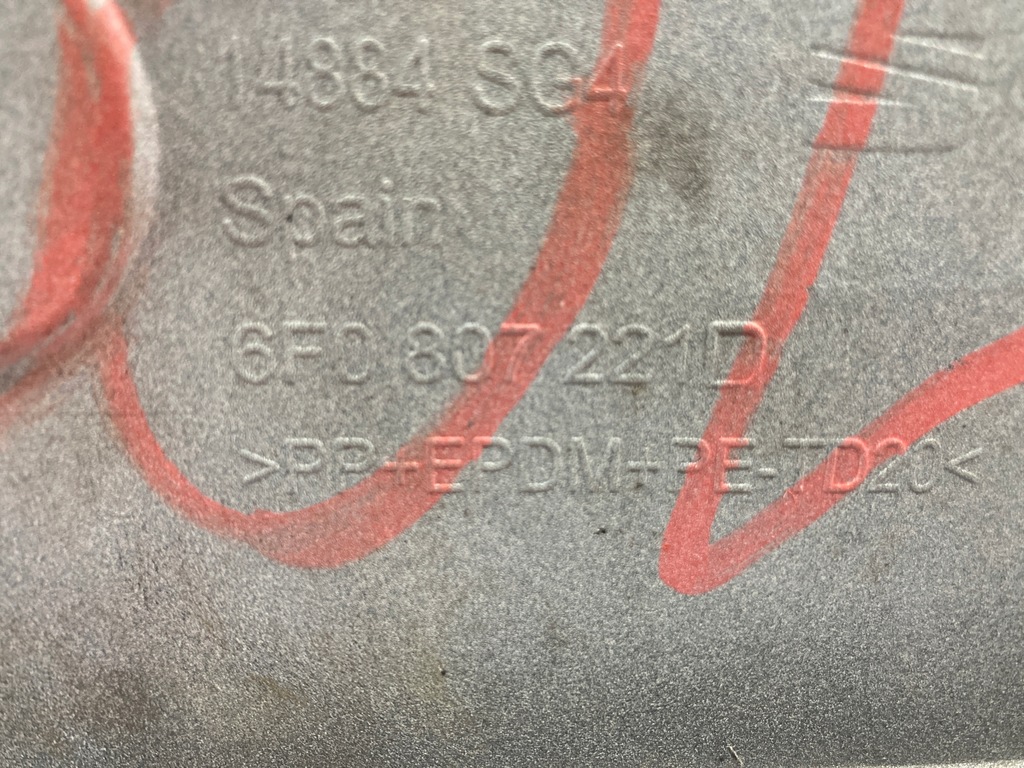 14884 SG4
Spain
6F0 807 221D
>PP+EPDM+PE-TD20<